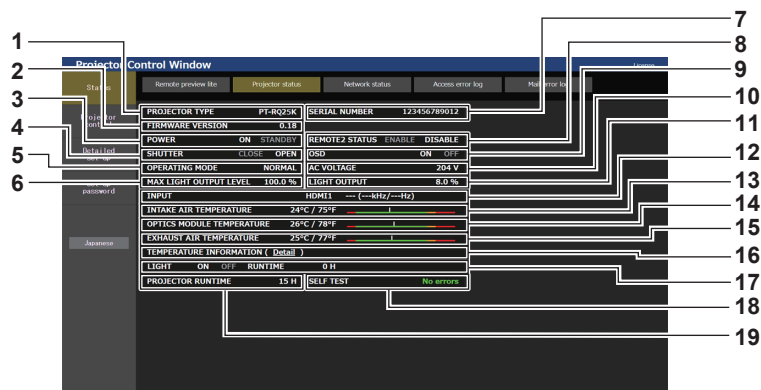 Projector Control Window
License
Status
Projector control
Detailed set up
password
Japanese
Remote preview lite
Projector status
Network status
Access error log
Mail error log
PROJECTOR TYPE PT-RQ25K
SERIAL NUMBER 123456789012
FIRMWARE VERSION 0.18
POWER ON STANDBY
REMOTE2 STATUS ENABLE DISABLE
SHUTTER CLOSE OPEN
OSD ON OFF
OPERATING MODE NORMAL
AC VOLTAGE 204 V
MAX LIGHT OUTPUT LEVEL 100.0 %
LIGHT OUTPUT 8.0 %
INPUT HDMI1 --- (---kHz/---Hz)
INTAKE AIR TEMPERATURE 24°C / 75°F
OPTICS MODULE TEMPERATURE 26°C / 78°F
EXHAUST AIR TEMPERATURE 25°C / 77°F
TEMPERATURE INFORMATION ( Detail )
LIGHT ON OFF RUNTIME 0 H
PROJECTOR RUNTIME 15 H
SELF TEST No errors
1
2
3
4
5
6
7
8
9
10
11
12
13
14
15
16
17
18
19